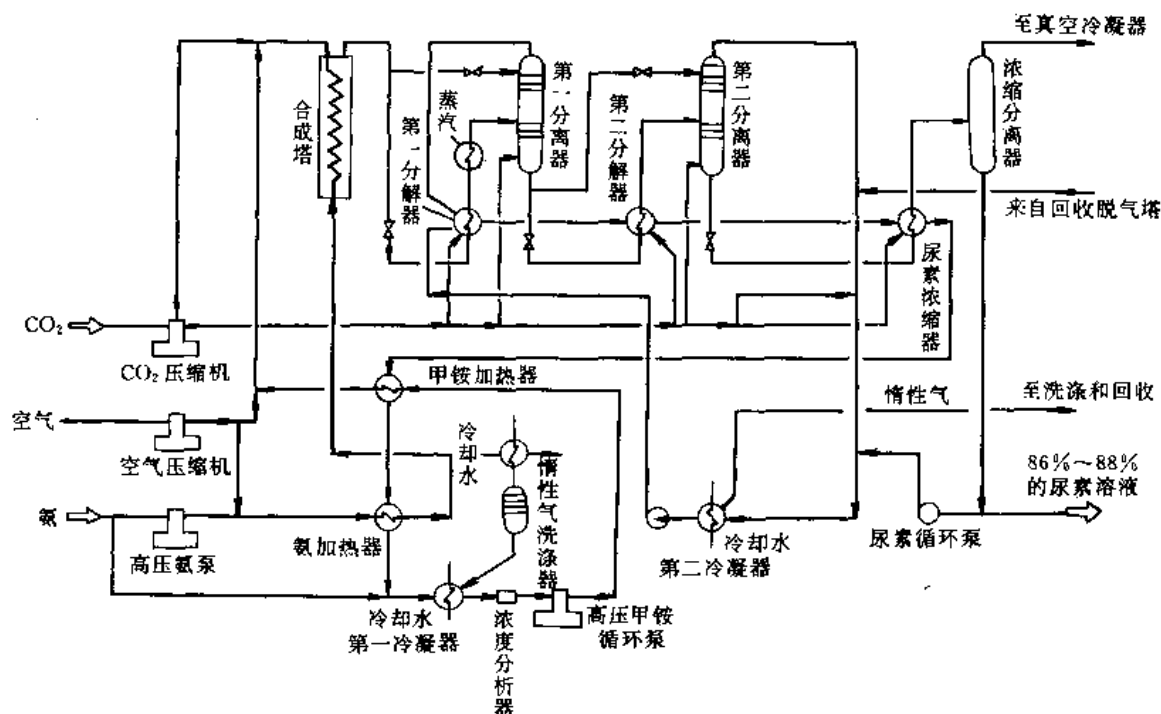 至真空冷凝器
浓缩分离器
第一分离器
第二分离器
蒸汽
合成塔
第一分解器
第二分解器
来自回收脱气塔
尿素浓缩器
CO₂
CO₂压缩机
甲铵加热器
惰性气
至洗涤和回收
空气
空气压缩机
冷却水
惰性气洗涤器
86%～88%
的尿素溶液
氨
高压氨泵
氨加热器
冷却水
第二冷凝器
尿素循环泵
冷却水
第一冷凝器
浓度分析器
高压甲铵
循环泵